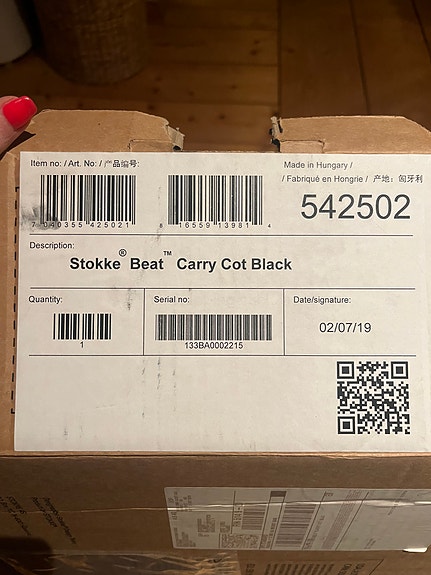 Item no: / Art. No: / 产品编号:
Made in Hungary /
/ Fabriqué en Hongrie / 产地: 匈牙利
7 040355 425021
8 16559 13981 4
542502
Description:
Stokke® Beat™ Carry Cot Black
Quantity:
Serial no:
Date/signature:
1
133BA0002215
02/07/19